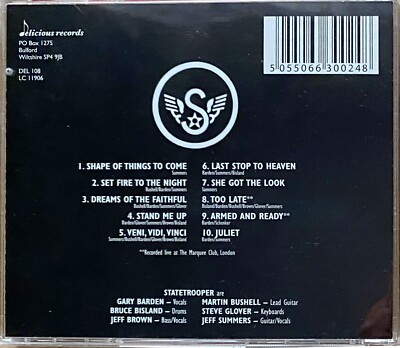 delicious records
PO Box 1275
Bulford
Wiltshire SP4 9JB
DEL 108
LC 11906
5 055066 300248
S
1. SHAPE OF THINGS TO COME
Summers
2. SET FIRE TO THE NIGHT
Bushell/Barden/Summers
3. DREAMS OF THE FAITHFUL
Bushell/Barden/Summers/Glover
4. STAND ME UP
Barden/Summers/Brown/Bisland
5. VENI, VIDI, VINCI
Summers/Bushell/Barden/Glover/Brown/Bisland
6. LAST STOP TO HEAVEN
Barden/Summers/Bisland
7. SHE GOT THE LOOK
Summers
8. TOO LATE**
Bisland/Barden/Bushell/Brown/Glover/Summers
9. ARMED AND READY**
Barden/Schenker
10. JULIET
Barden/Summers
**Recorded live at The Marquee Club, London
STATETROOPER are
GARY BARDEN – Vocals
BRUCE BISLAND – Drums
JEFF BROWN – Bass/Vocals
MARTIN BUSHELL – Lead Guitar
STEVE GLOVER – Keyboards
JEFF SUMMERS – Guitar/Vocals